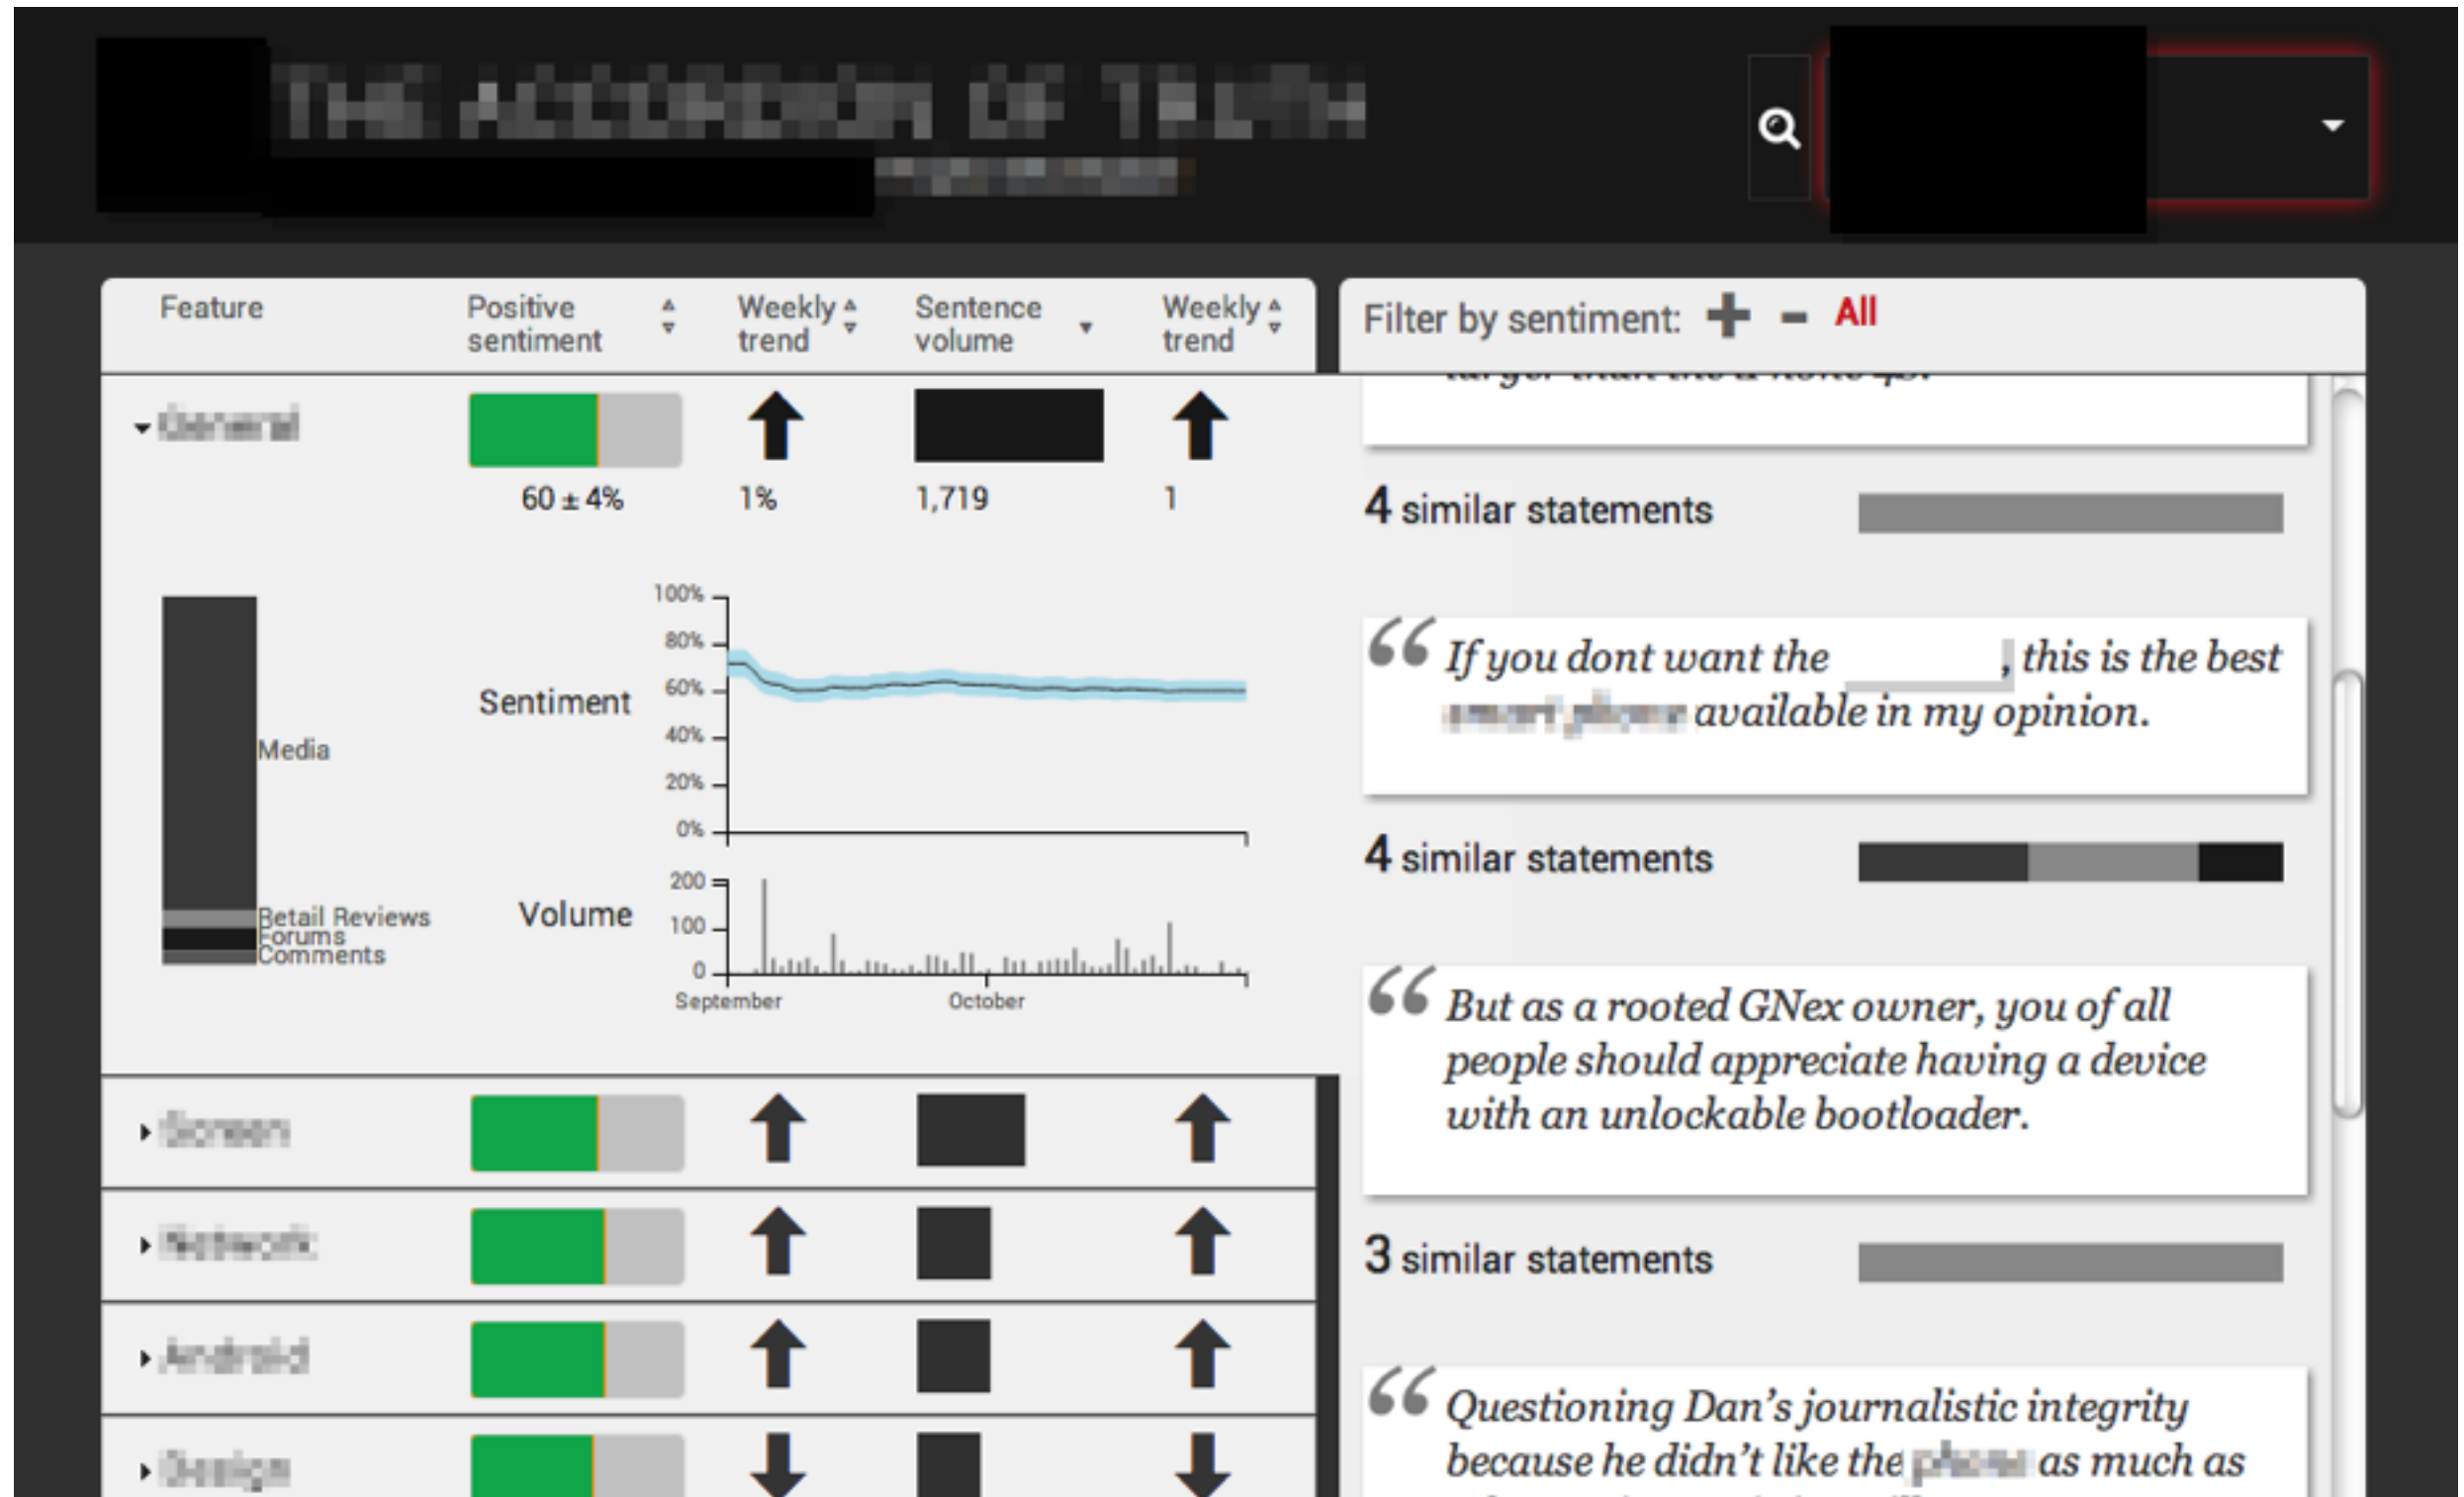 Feature
Positive sentiment
Weekly trend
Sentence volume
Weekly trend
60 ± 4%
1%
1,719
1
Media
Retail Reviews
Forums
Comments
Sentiment
100%
80%
60%
40%
20%
0%
Volume
200
100
0
September
October
Filter by sentiment: + - All
4 similar statements
“ If you dont want the , this is the best
available in my opinion.
4 similar statements
“ But as a rooted GNex owner, you of all
people should appreciate having a device
with an unlockable bootloader.
3 similar statements
“ Questioning Dan's journalistic integrity
because he didn't like the as much as